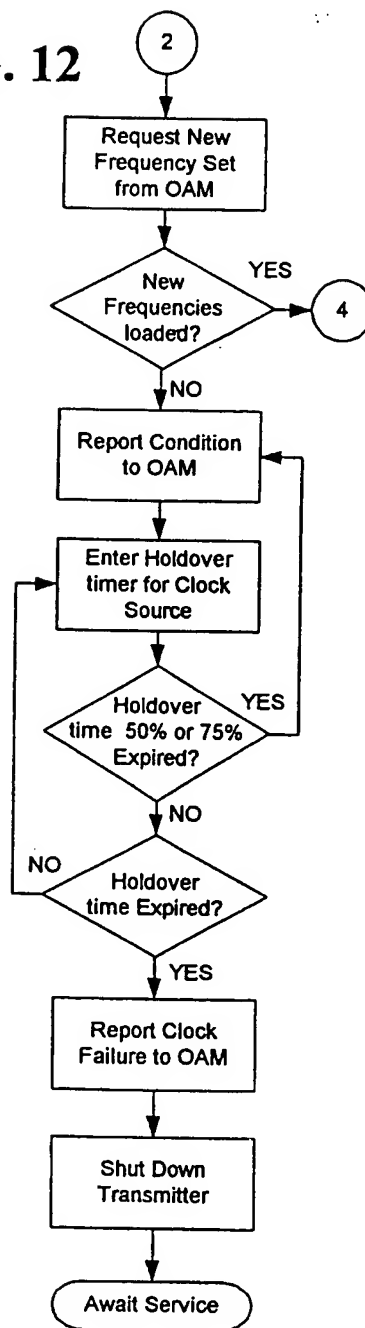 . 12
2
Request New
Frequency Set
from OAM
New
Frequencies
loaded?
YES
4
NO
Report Condition
to OAM
Enter Holdover
timer for Clock
Source
Holdover
time 50% or 75%
Expired?
YES
NO
NO
Holdover
time Expired?
YES
Report Clock
Failure to OAM
Shut Down
Transmitter
Await Service